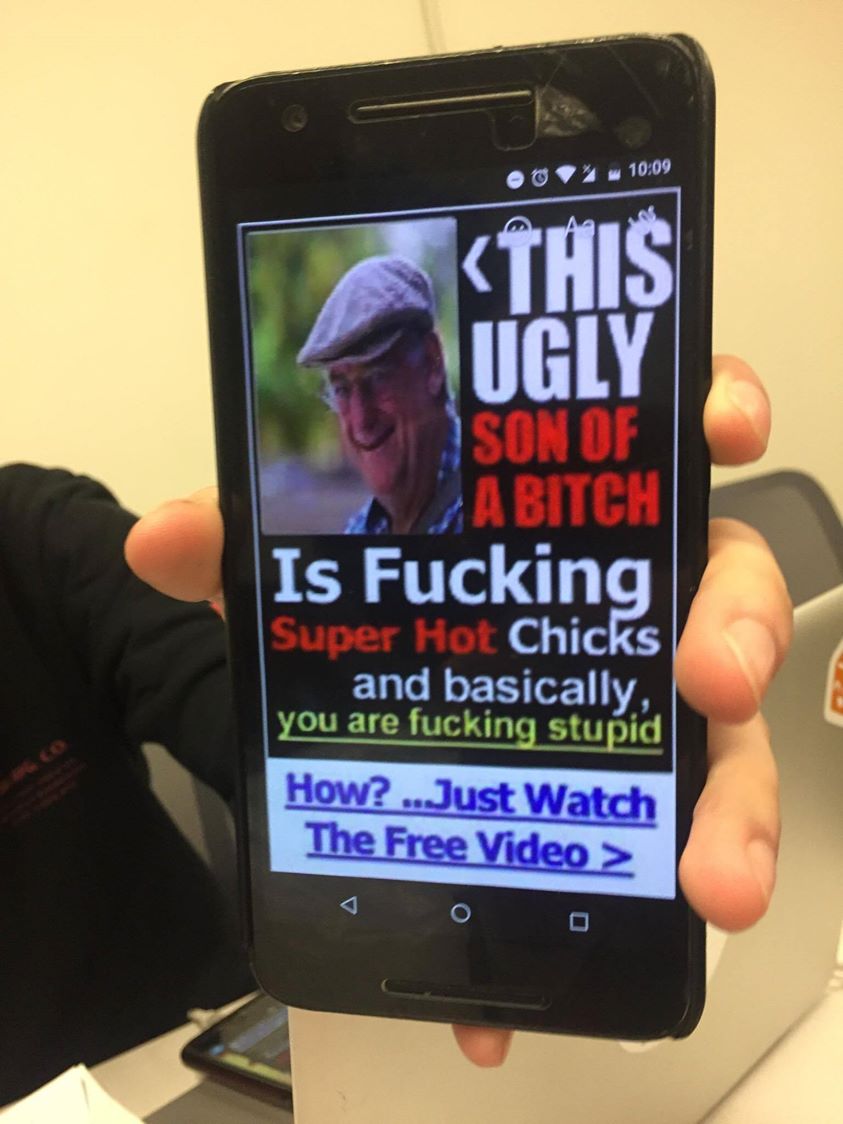 10:09
Aa
<THIS
UGLY
SON OF
A BITCH
Is Fucking
Super Hot Chicks
and basically,
you are fucking stupid
How? ...Just Watch
The Free Video >